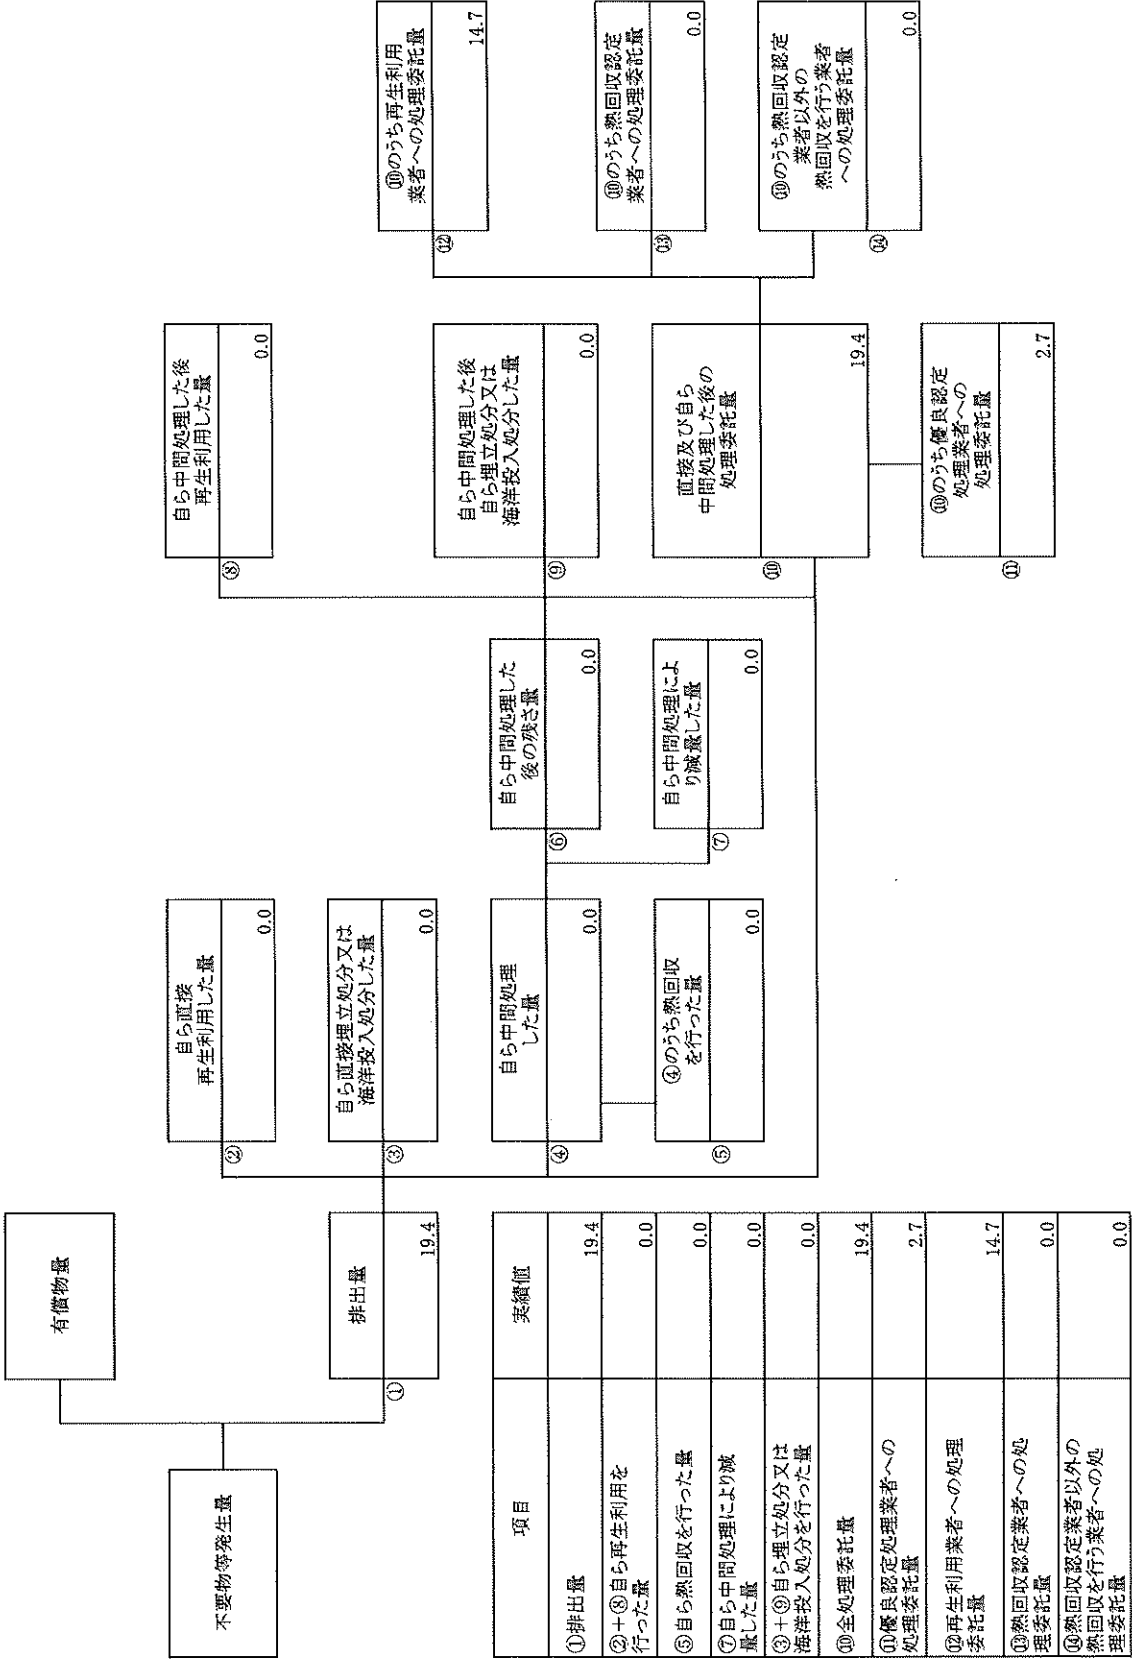 不要物等発生量
有償物量
①
排出量
19.4
②
自ら直接
再生利用した量
0.0
③
自ら直接埋立処分又は
海洋投入処分した量
0.0
④
自ら中間処理
した量
0.0
⑤
④のうち熱回収
を行った量
0.0
⑥
自ら中間処理した
後の残さ量
0.0
⑦
自ら中間処理によ
り減量した量
0.0
⑧
自ら中間処理した後
再生利用した量
0.0
⑨
自ら中間処理した後
自ら埋立処分又は
海洋投入処分した量
0.0
⑩
直接及び自ら
中間処理した後の
処理委託量
19.4
⑪
⑩のうち優良認定
処理業者への
処理委託量
2.7
⑫
⑩のうち再生利用
業者への処理委託量
14.7
⑬
⑩のうち熱回収認定
業者への処理委託量
0.0
⑭
⑩のうち熱回収認定
業者以外の
熱回収を行う業者
への処理委託量
0.0
項目 実績値
①排出量 19.4
②+⑧自ら再生利用を
行った量 0.0
⑤自ら熱回収を行った量 0.0
⑦自ら中間処理により減
量した量 0.0
③+⑨自ら埋立処分又は
海洋投入処分を行った量 0.0
⑩全処理委託量 19.4
⑪優良認定処理業者への
処理委託量 2.7
⑫再生利用業者への処理
委託量 14.7
⑬熱回収認定業者への処
理委託量 0.0
⑭熱回収認定業者以外の
熱回収を行う業者への処
理委託量 0.0